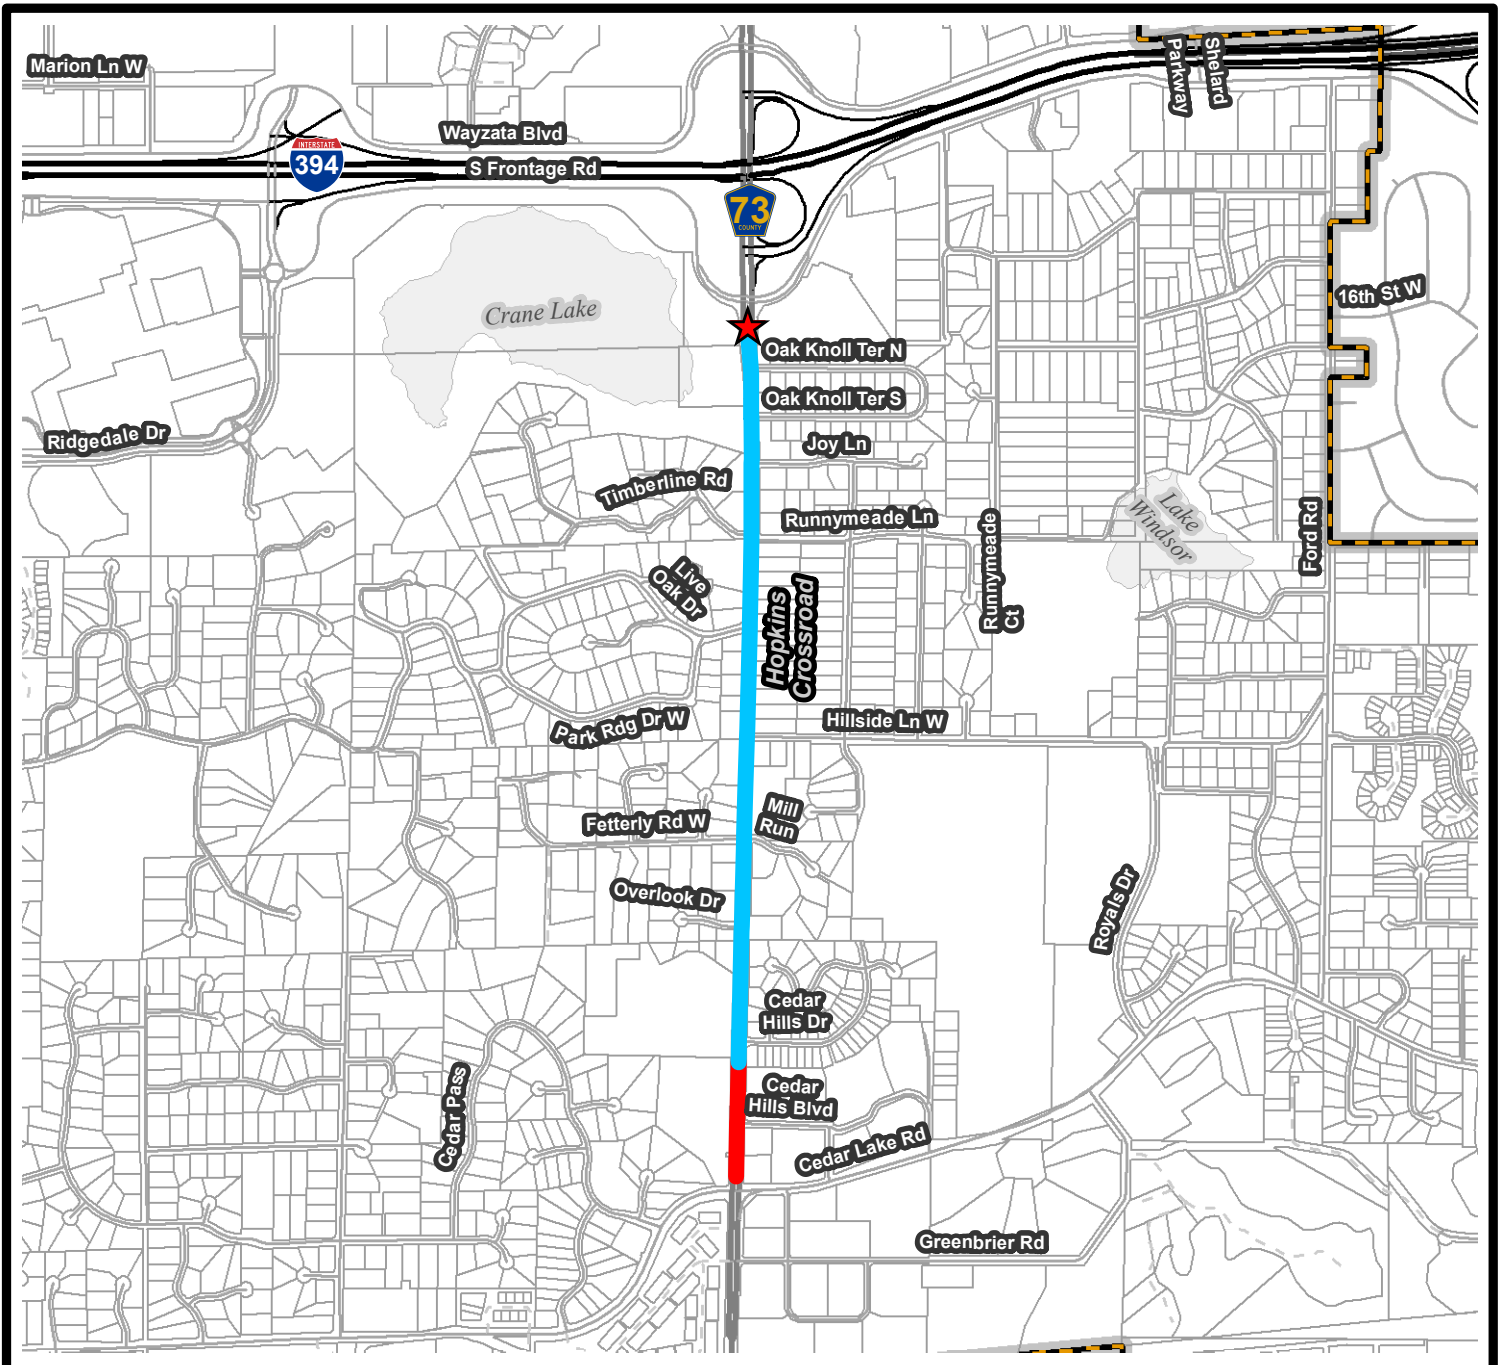 Marion Ln W
Shelard
Parkway
Wayzata Blvd
INTERSTATE
394
S Frontage Rd
73
COUNTY
16th St W
Crane Lake
Oak Knoll Ter N
Oak Knoll Ter S
Ridgedale Dr
Joy Ln
Timberline Rd
Runnymeade Ln
Lake
Windsor
Ford Rd
Runnymeade
Ct
Live
Oak Dr
Hopkins
Crossroad
Park Rdg Dr W
Hillside Ln W
Mill
Run
Fetterly Rd W
Overlook Dr
Royals Dr
Cedar
Hills Dr
Cedar Pass
Cedar
Hills Blvd
Cedar Lake Rd
Greenbrier Rd